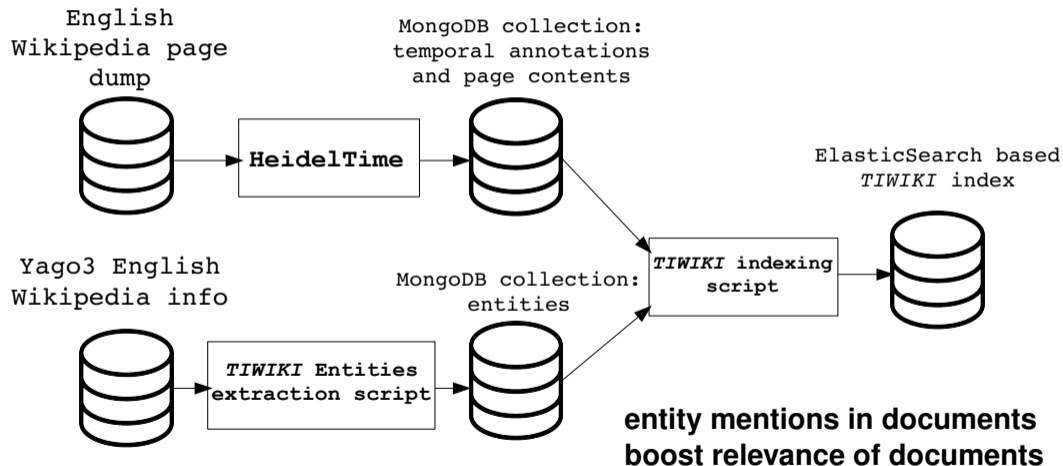 English
Wikipedia page
dump
MongoDB collection:
temporal annotations
and page contents
HeidelTime
ElasticSearch based
TIWIKI index
Yago3 English
Wikipedia info
MongoDB collection:
entities
TIWIKI indexing
script
TIWIKI Entities
extraction script
entity mentions in documents
boost relevance of documents